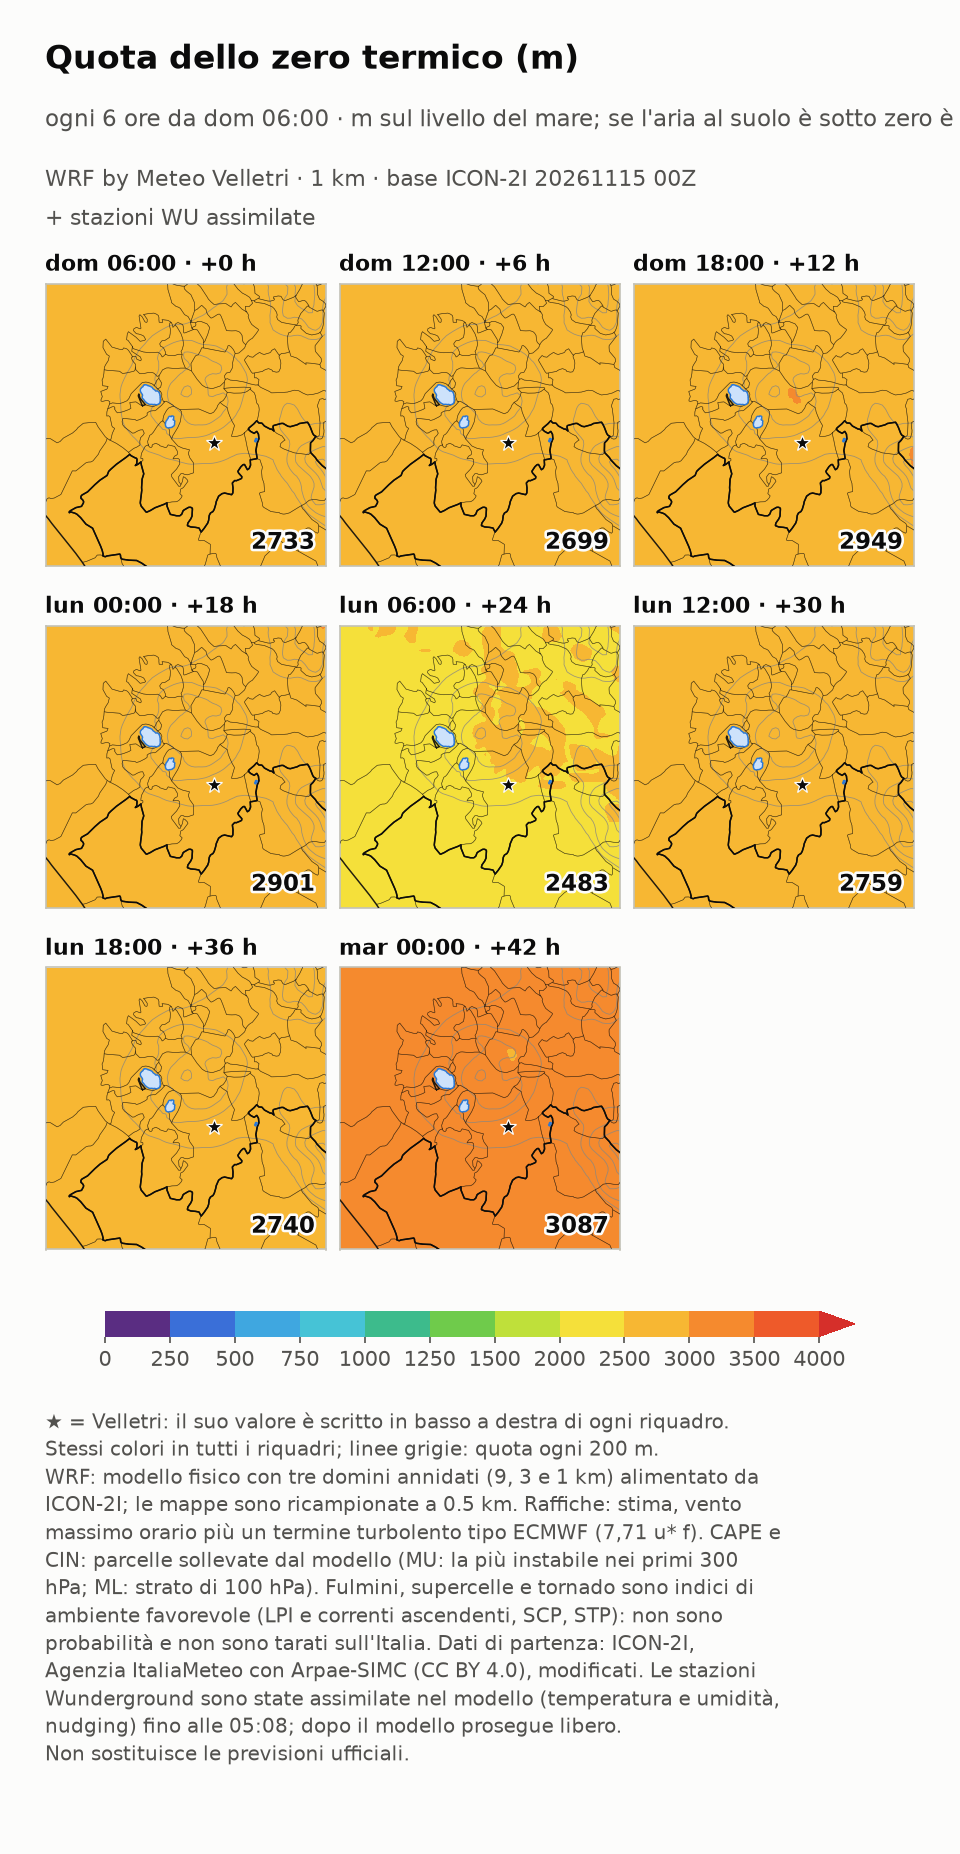 Quota dello zero termico (m)
ogni 6 ore da dom 06:00 · m sul livello del mare; se l'aria al suolo è sotto zero è
WRF by Meteo Velletri · 1 km · base ICON-2I 20261115 00Z
+ stazioni WU assimilate
dom 06:00 · +0 h
dom 12:00 · +6 h
dom 18:00 · +12 h
2733
2699
2949
lun 00:00 · +18 h
lun 06:00 · +24 h
lun 12:00 · +30 h
2901
2483
2759
lun 18:00 · +36 h
mar 00:00 · +42 h
2740
3087
0 250 500 750 1000 1250 1500 2000 2500 3000 3500 4000
★ = Velletri: il suo valore è scritto in basso a destra di ogni riquadro.
Stessi colori in tutti i riquadri; linee grigie: quota ogni 200 m.
WRF: modello fisico con tre domini annidati (9, 3 e 1 km) alimentato da
ICON-2I; le mappe sono ricampionate a 0.5 km. Raffiche: stima, vento
massimo orario più un termine turbolento tipo ECMWF (7,71 u* f). CAPE e
CIN: parcelle sollevate dal modello (MU: la più instabile nei primi 300
hPa; ML: strato di 100 hPa). Fulmini, supercelle e tornado sono indici di
ambiente favorevole (LPI e correnti ascendenti, SCP, STP): non sono
probabilità e non sono tarati sull'Italia. Dati di partenza: ICON-2I,
Agenzia ItaliaMeteo con Arpae-SIMC (CC BY 4.0), modificati. Le stazioni
Wunderground sono state assimilate nel modello (temperatura e umidità,
nudging) fino alle 05:08; dopo il modello prosegue libero.
Non sostituisce le previsioni ufficiali.